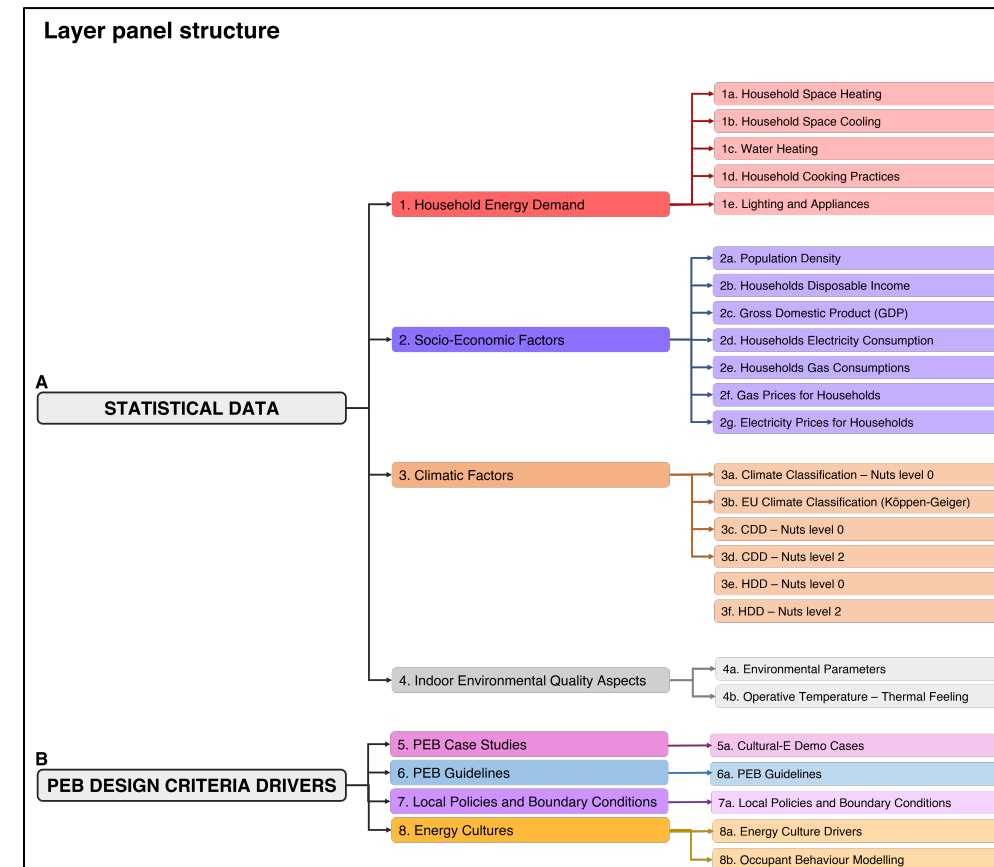 Layer panel structure
A
STATISTICAL DATA
1. Household Energy Demand
1a. Household Space Heating
1b. Household Space Cooling
1c. Water Heating
1d. Household Cooking Practices
1e. Lighting and Appliances
2. Socio-Economic Factors
2a. Population Density
2b. Households Disposable Income
2c. Gross Domestic Product (GDP)
2d. Households Electricity Consumption
2e. Households Gas Consumptions
2f. Gas Prices for Households
2g. Electricity Prices for Households
3. Climatic Factors
3a. Climate Classification – Nuts level 0
3b. EU Climate Classification (Köppen-Geiger)
3c. CDD – Nuts level 0
3d. CDD – Nuts level 2
3e. HDD – Nuts level 0
3f. HDD – Nuts level 2
4. Indoor Environmental Quality Aspects
4a. Environmental Parameters
4b. Operative Temperature – Thermal Feeling
B
PEB DESIGN CRITERIA DRIVERS
5. PEB Case Studies
5a. Cultural-E Demo Cases
6. PEB Guidelines
6a. PEB Guidelines
7. Local Policies and Boundary Conditions
7a. Local Policies and Boundary Conditions
8. Energy Cultures
8a. Energy Culture Drivers
8b. Occupant Behaviour Modelling